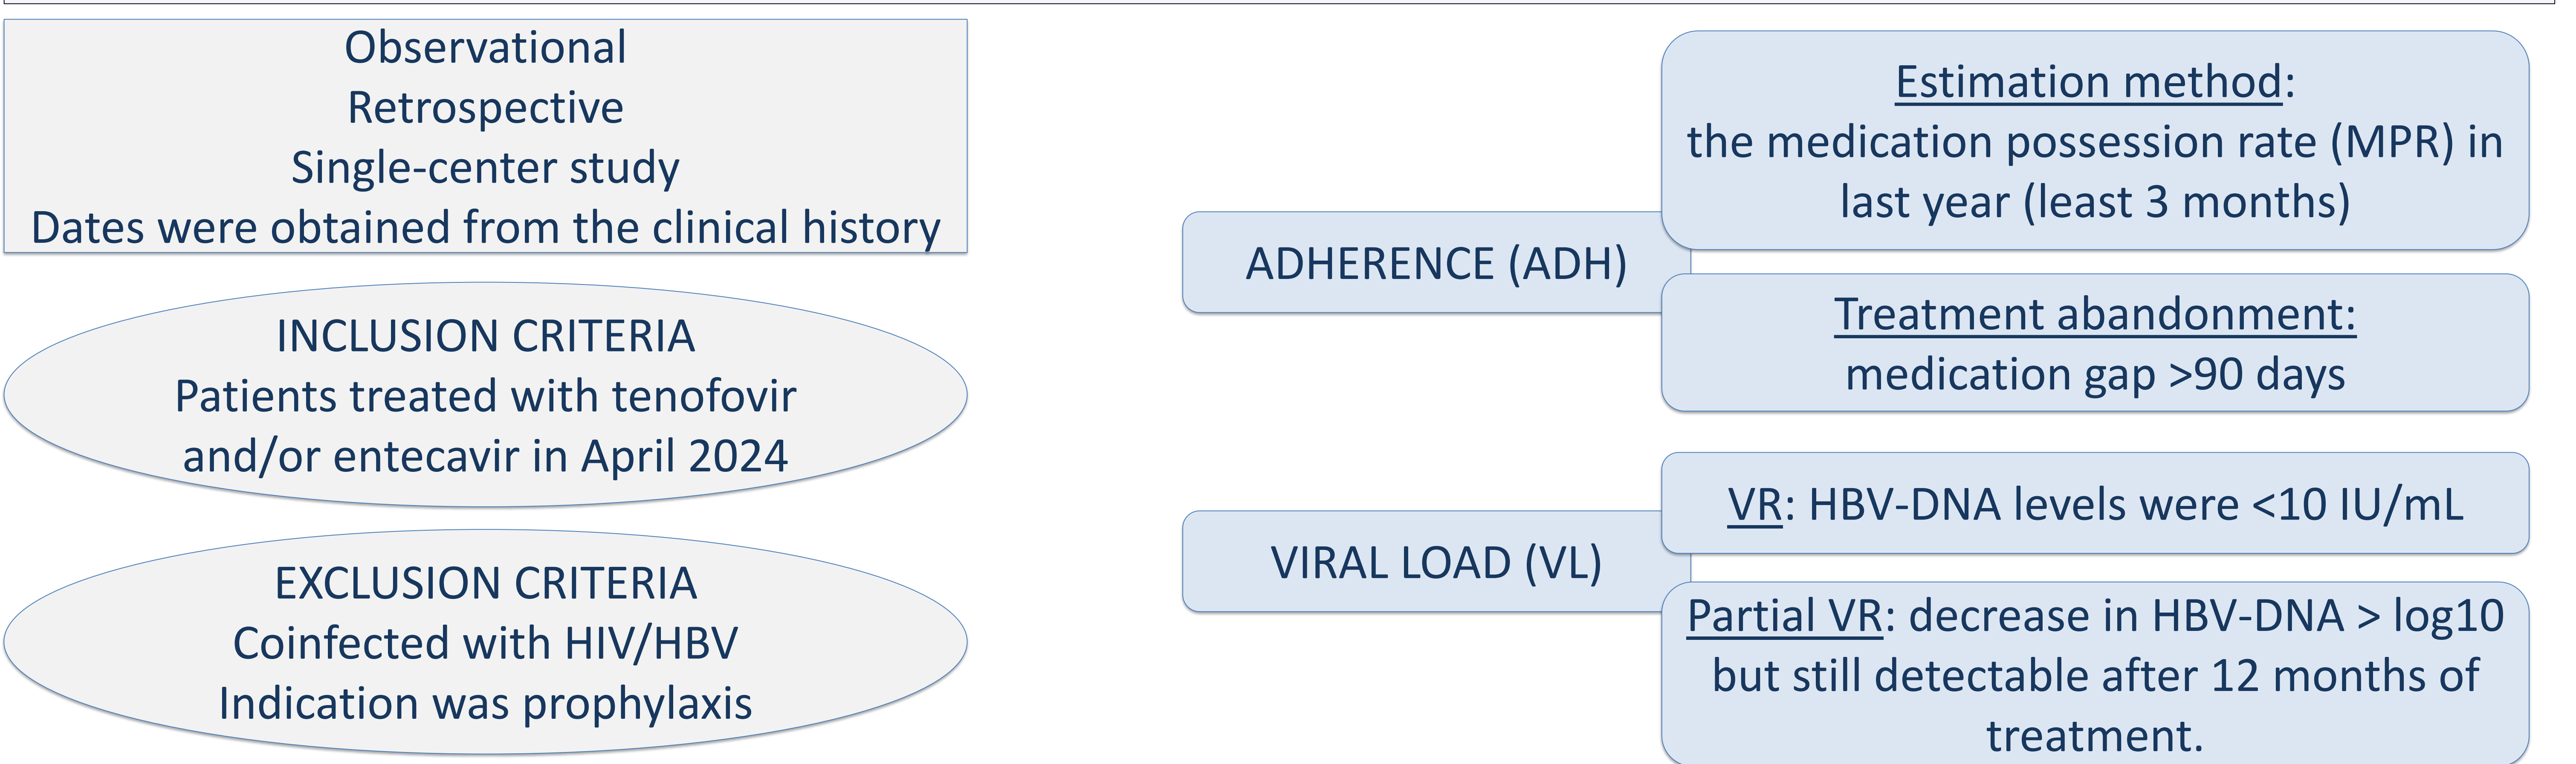 Observational
Retrospective
Single-center study
Dates were obtained from the clinical history
INCLUSION CRITERIA
Patients treated with tenofovir
and/or entecavir in April 2024
EXCLUSION CRITERIA
Coinfected with HIV/HBV
Indication was prophylaxis
ADHERENCE (ADH)
Estimation method:
the medication possession rate (MPR) in
last year (least 3 months)
Treatment abandonment:
medication gap >90 days
VIRAL LOAD (VL)
VR: HBV-DNA levels were <10 IU/mL
Partial VR: decrease in HBV-DNA > log10
but still detectable after 12 months of
treatment.